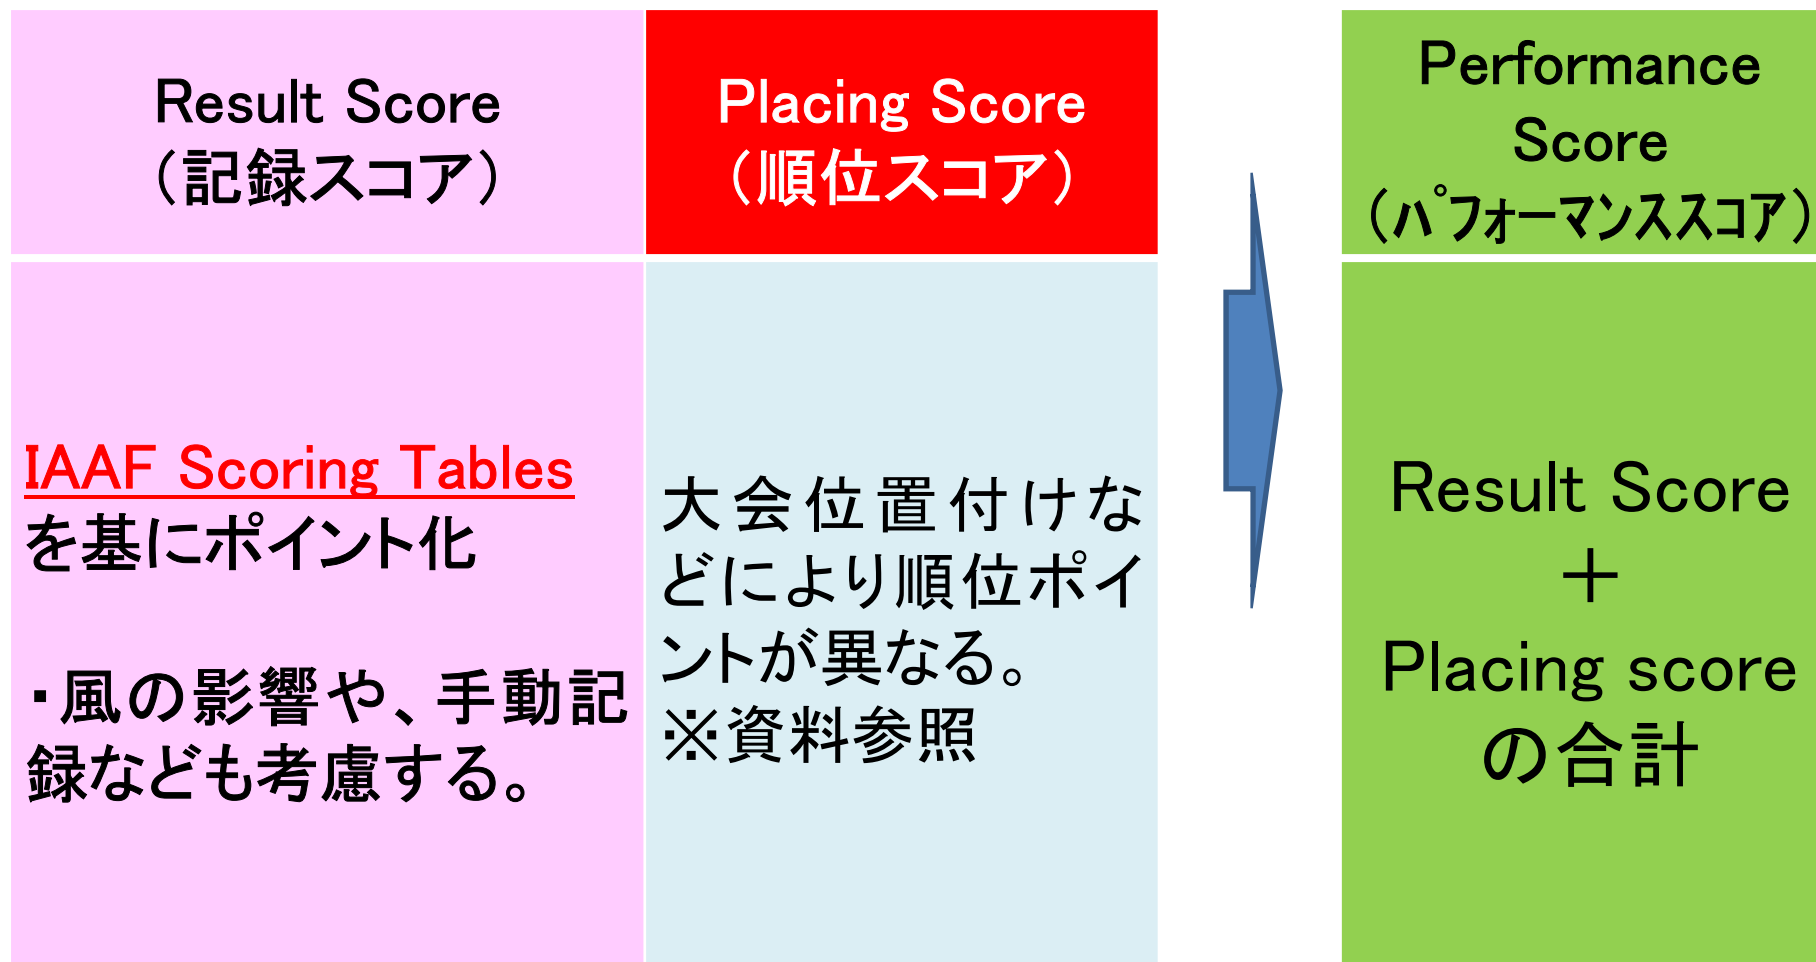 Result Score
（記録スコア）
Placing Score
（順位スコア）
Performance
Score
（ﾊﾟﾌｫｰﾏﾝｽｽｺｱ）
IAAF Scoring Tables
を基にポイント化
・風の影響や、手動記
録なども考慮する。
大会位置付けな
どにより順位ポイ
ントが異なる。
※資料参照
Result Score
＋
Placing score
の合計